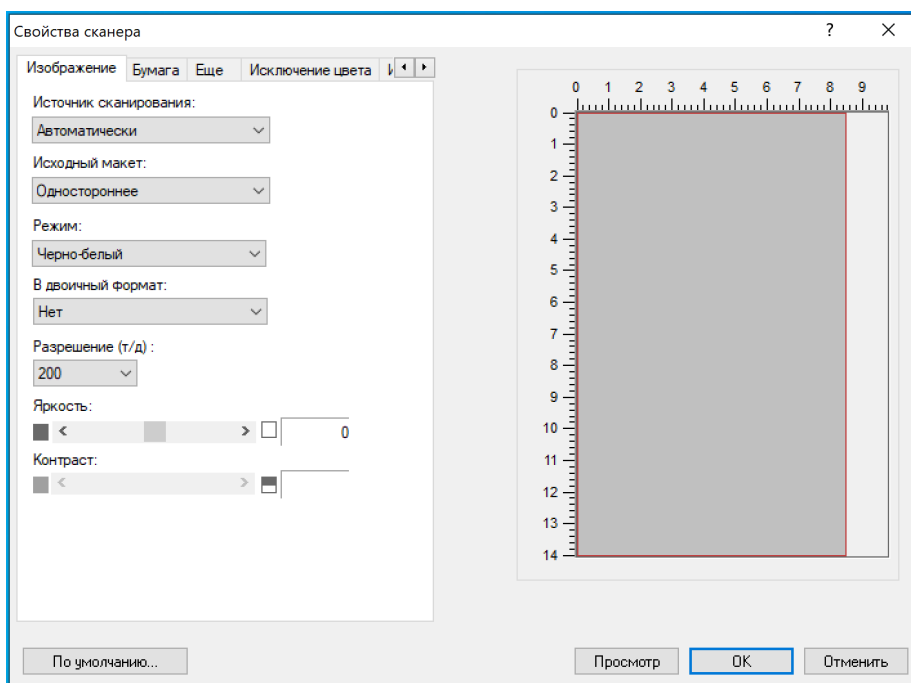 Свойства сканера ?
Изображение Бумага Еще Исключение цвета
Источник сканирования:
Автоматически
Исходный макет:
Одностороннее
Режим:
Черно-белый
В двоичный формат:
Нет
Разрешение (т/д) :
200
Яркость:
0
Контраст:
0 1 2 3 4 5 6 7 8 9
0
1
2
3
4
5
6
7
8
9
10
11
12
13
14
По умолчанию... Просмотр OK Отменить